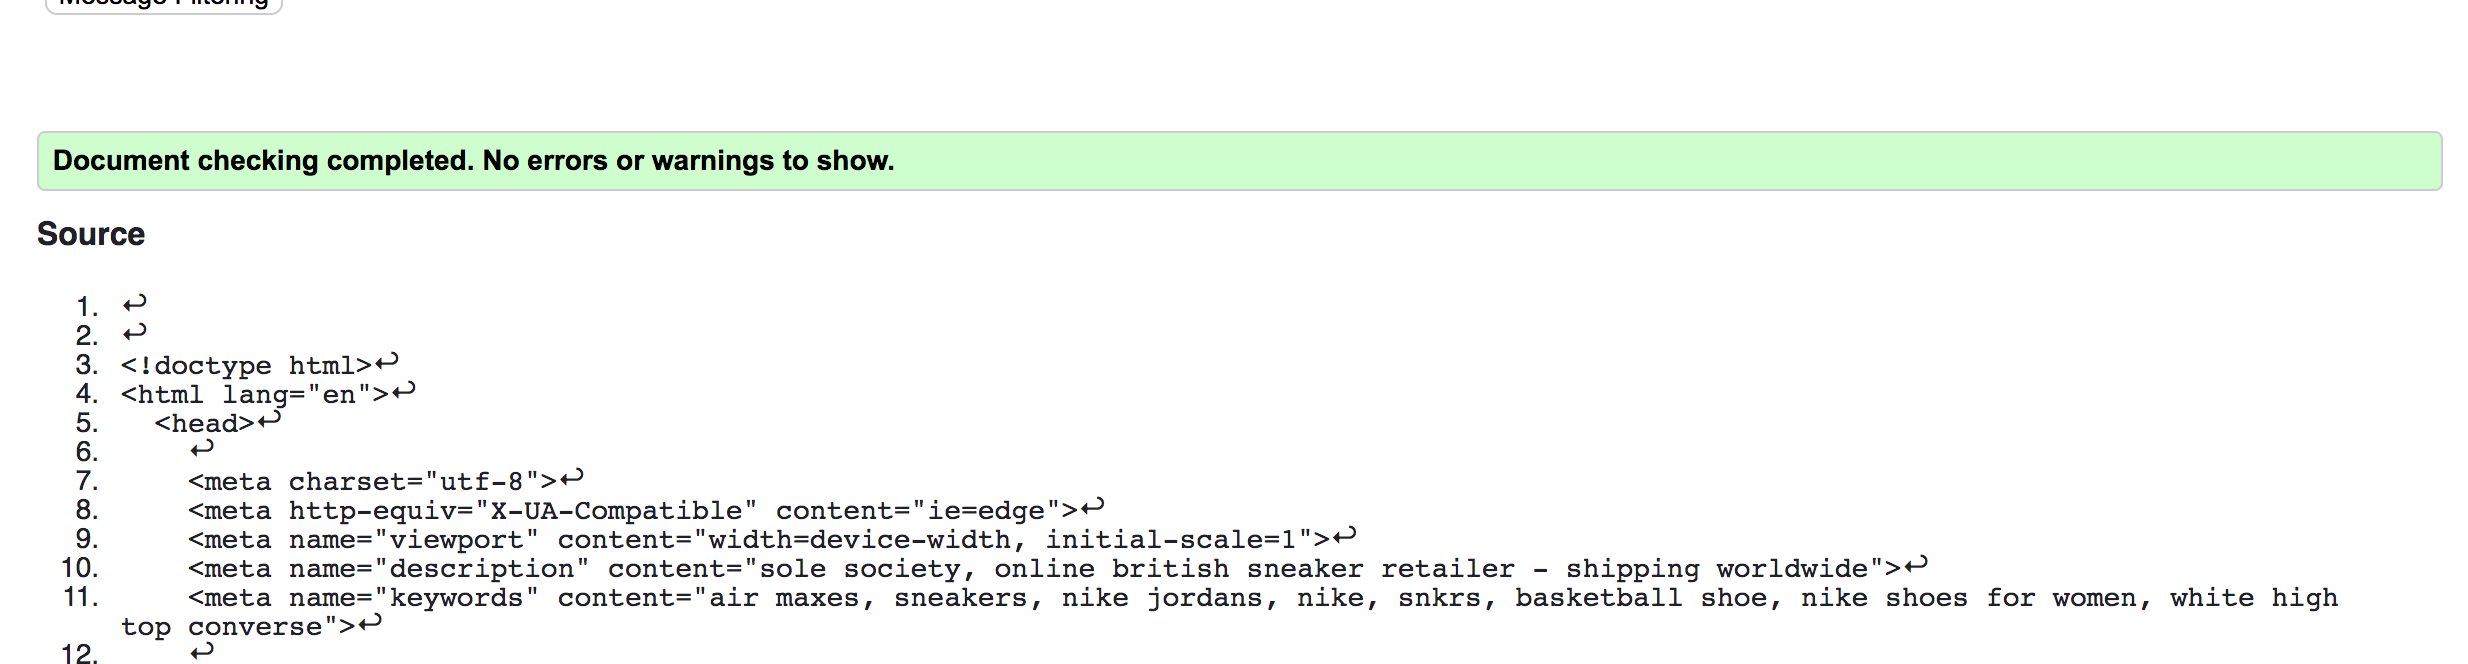 Message Filtering
Document checking completed. No errors or warnings to show.
Source
1. ↩
2. ↩
3. <!doctype html>↩
4. <html lang="en">↩
5.   <head>↩
6.     ↩
7.     <meta charset="utf-8">↩
8.     <meta http-equiv="X-UA-Compatible" content="ie=edge">↩
9.     <meta name="viewport" content="width=device-width, initial-scale=1">↩
10.     <meta name="description" content="sole society, online british sneaker retailer - shipping worldwide">↩
11.     <meta name="keywords" content="air maxes, sneakers, nike jordans, nike, snkrs, basketball shoe, nike shoes for women, white high
top converse">↩
12.     ↩